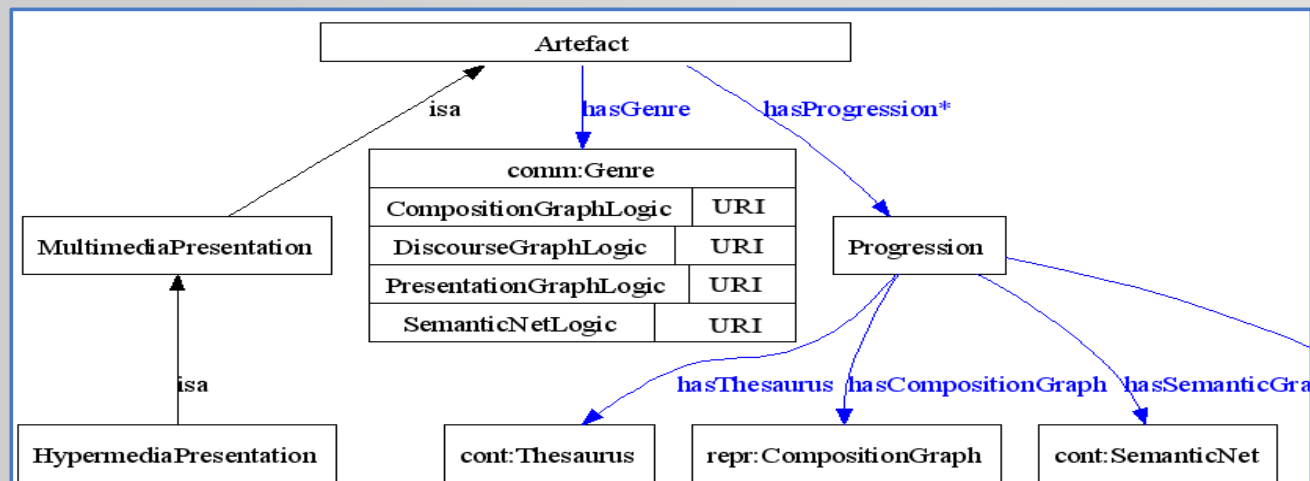 Artefact
isa
hasGenre
hasProgression*
comm:Genre
CompositionGraphLogic URI
DiscourseGraphLogic URI
PresentationGraphLogic URI
SemanticNetLogic URI
MultimediaPresentation
Progression
isa
hasThesaurus
hasCompositionGraph
hasSemanticGra
HypermediaPresentation
cont:Thesaurus
repr:CompositionGraph
cont:SemanticNet